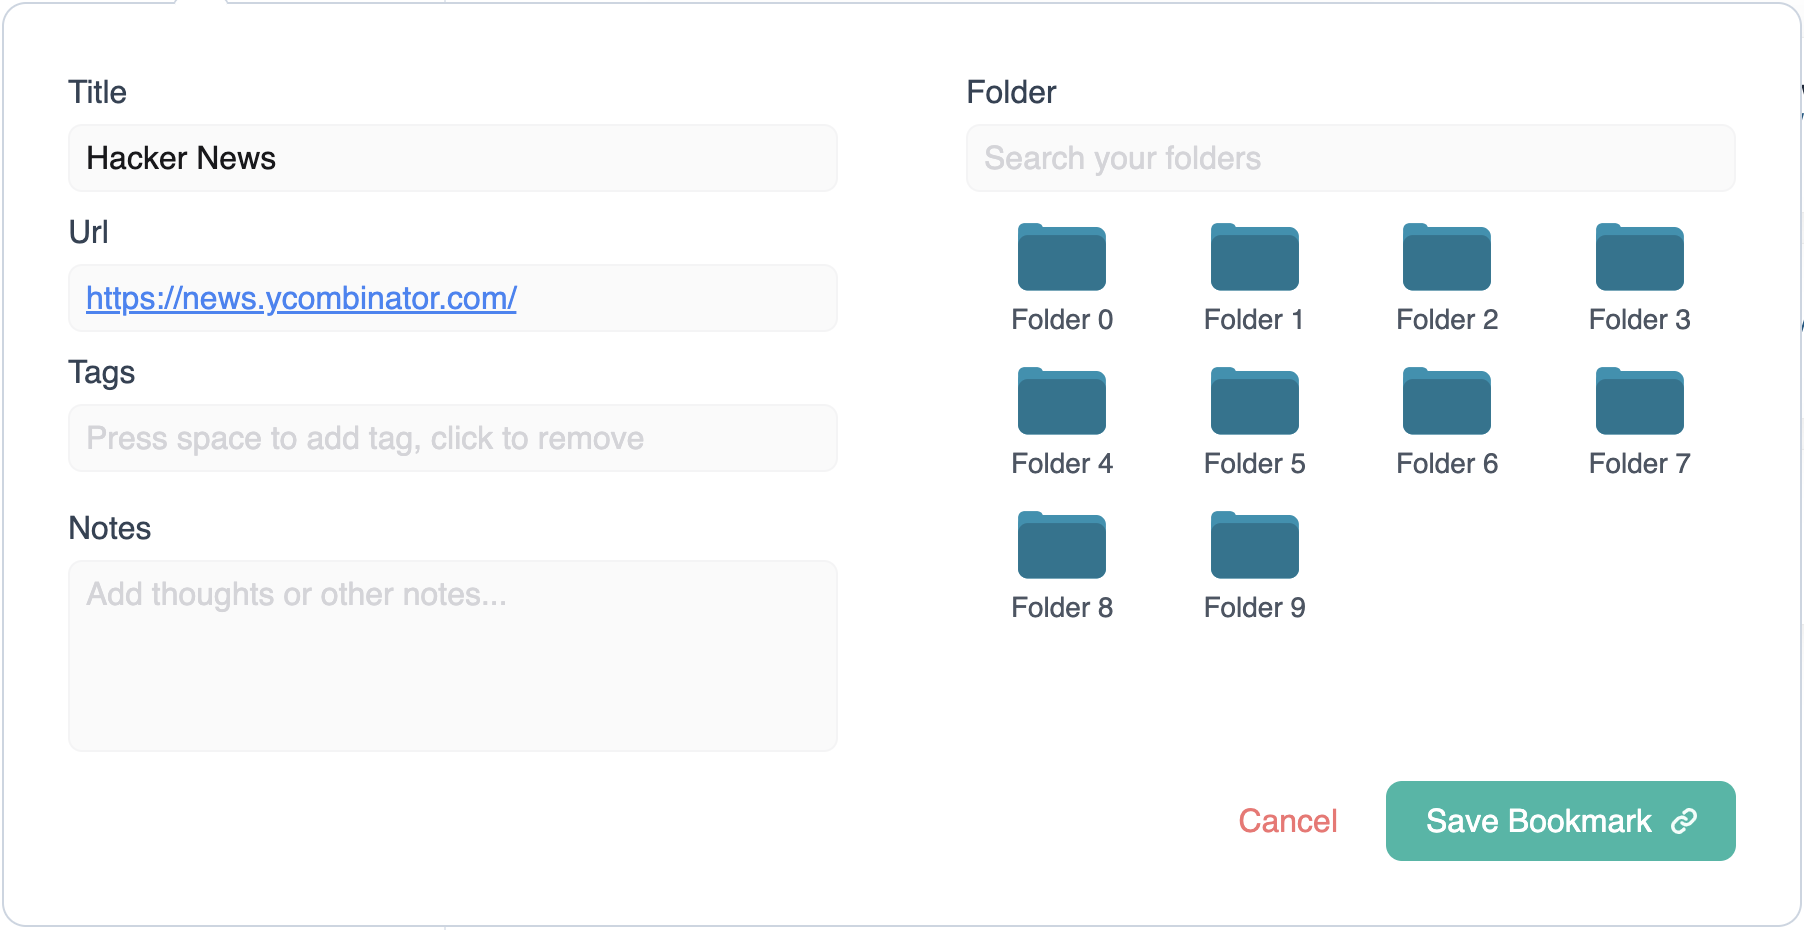 Title
Hacker News
Url
https://news.ycombinator.com/
Tags
Press space to add tag, click to remove
Notes
Add thoughts or other notes...
Folder
Search your folders
Folder 0
Folder 1
Folder 2
Folder 3
Folder 4
Folder 5
Folder 6
Folder 7
Folder 8
Folder 9
Cancel
Save Bookmark